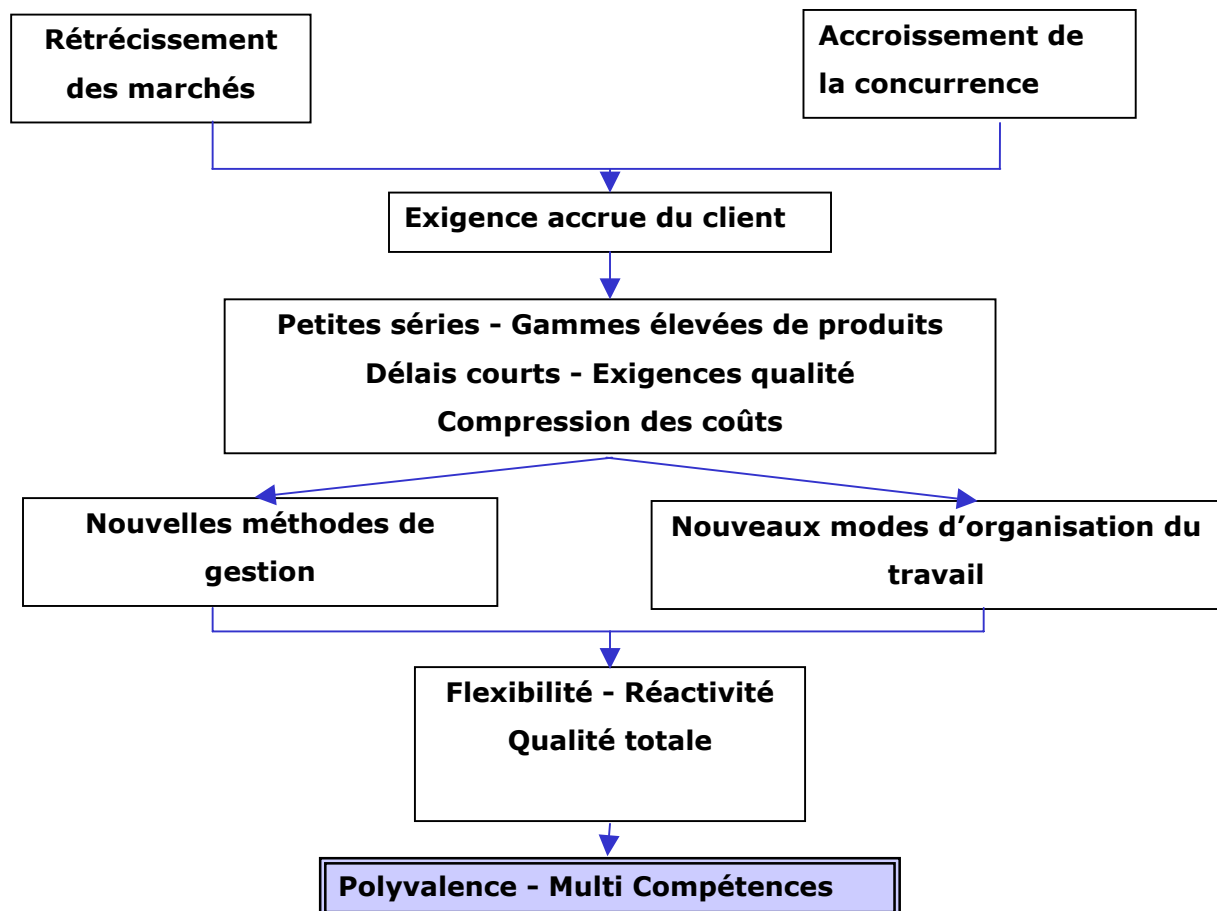 Rétrécissement
des marchés
Accroissement de
la concurrence
Exigence accrue du client
Petites séries - Gammes élevées de produits
Délais courts - Exigences qualité
Compression des coûts
Nouvelles méthodes de
gestion
Nouveaux modes d’organisation du
travail
Flexibilité - Réactivité
Qualité totale
Polyvalence - Multi Compétences